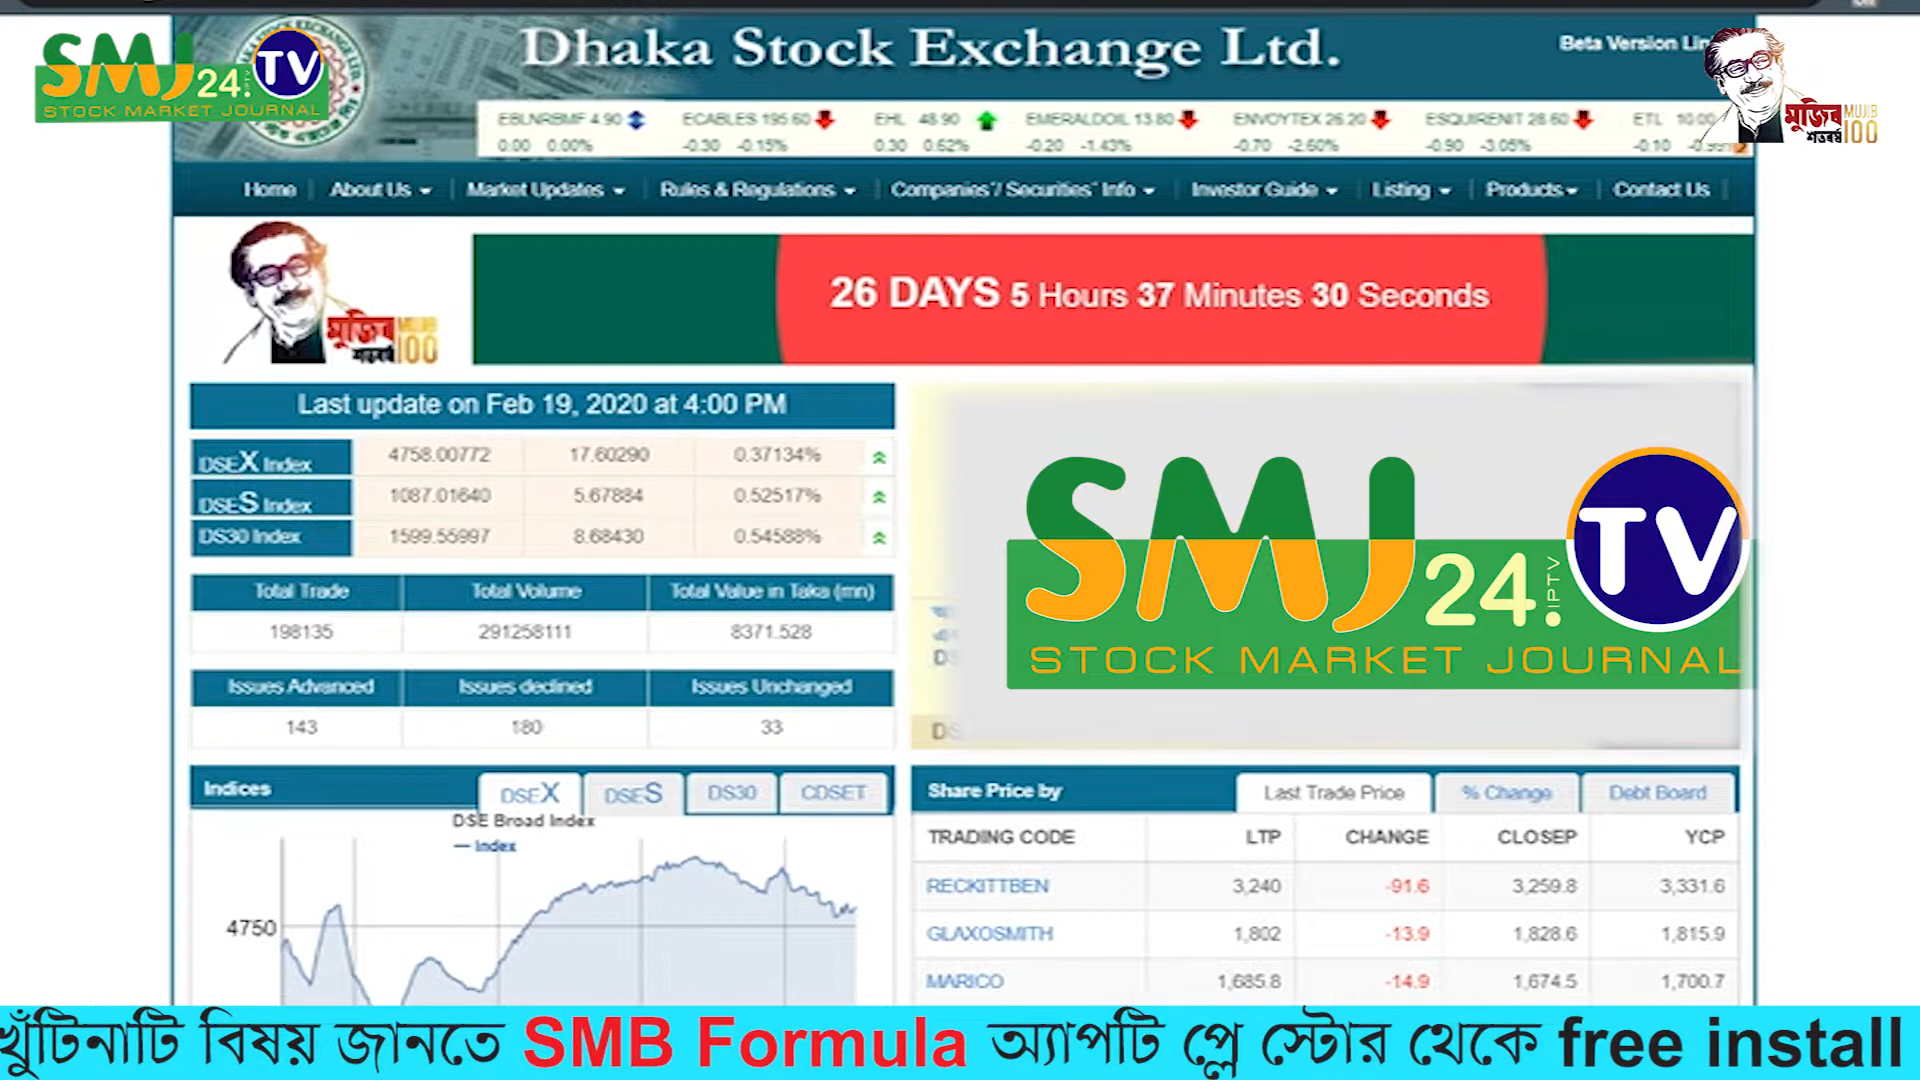 SMJ 24. IPTV TV
STOCK MARKET JOURNAL
Dhaka Stock Exchange Ltd.
Beta Version
মুজিব MUJIB
শতবর্ষ 100
EBLNRBMF 4.90 ECABLES 195.60 EHL 48.90 EMERALDOIL 13.80 ENVOYTEX 26.20 ESQUIRENIT 28.60 ETL 10.00
0.00 0.00% -0.30 -0.15% 0.30 0.62% -0.20 -1.43% -0.70 -2.60% -0.90 -3.05% -0.10
Home About Us Market Updates Rules & Regulations Companies'/ Securities' Info Investor Guide Listing Products Contact Us
মুজিব MUJIB
শতবর্ষ 100
26 DAYS 5 Hours 37 Minutes 30 Seconds
Last update on Feb 19, 2020 at 4:00 PM
DSEX Index 4758.00772 17.60290 0.37134%
DSES Index 1087.01640 5.67884 0.52517%
DS30 Index 1599.55997 8.68430 0.54588%
Total Trade Total Volume Total Value in Taka (mn)
198135 291258111 8371.528
Issues Advanced Issues declined Issues Unchanged
143 180 33
SMJ 24. IPTV TV
STOCK MARKET JOURNAL
Indices DSEX DSES DS30 CDSET
DSE Broad Index
Index
4750
Share Price by Last Trade Price % Change Debt Board
TRADING CODE LTP CHANGE CLOSEP YCP
RECKITTBEN 3,240 -91.6 3,259.8 3,331.6
GLAXOSMITH 1,802 -13.9 1,828.6 1,815.9
MARICO 1,685.8 -14.9 1,674.5 1,700.7
খুঁটিনাটি বিষয় জানতে SMB Formula অ্যাপটি প্লে স্টোর থেকে free install